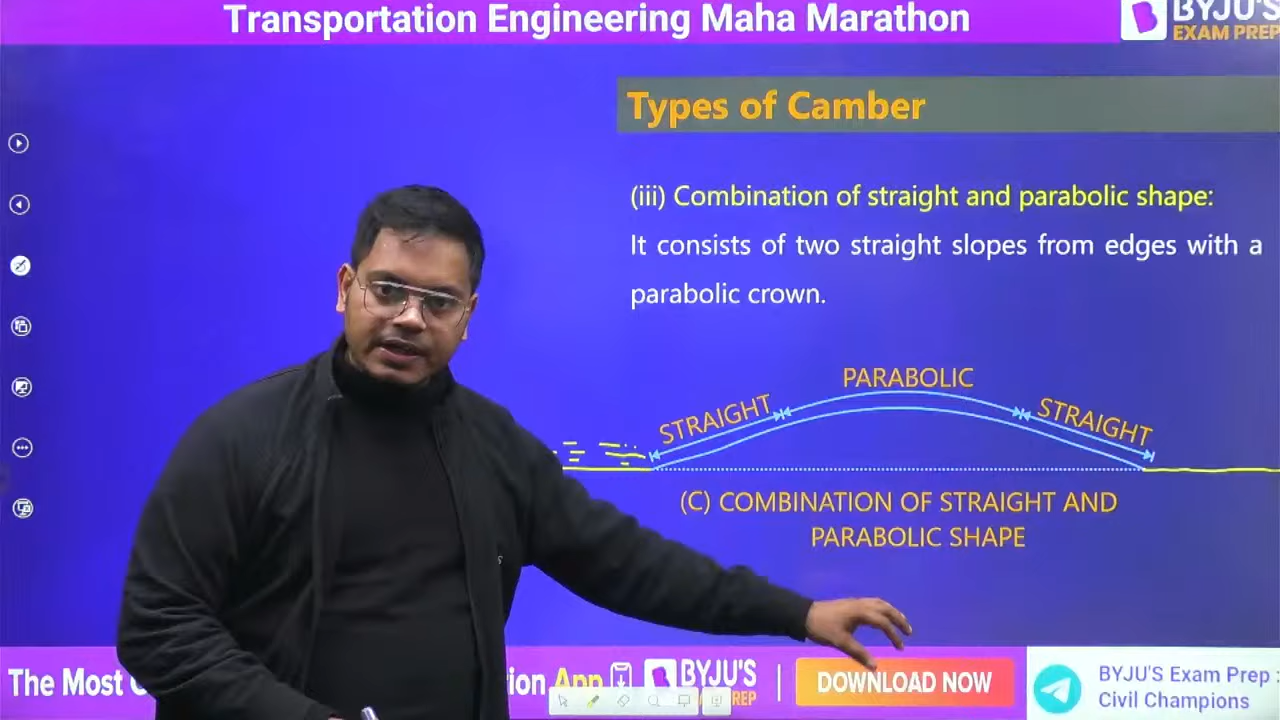 Transportation Engineering Maha Marathon
BYJU'S
EXAM PREP
Types of Camber
(iii) Combination of straight and parabolic shape:
It consists of two straight slopes from edges with a
parabolic crown.
PARABOLIC
STRAIGHT
STRAIGHT
(C) COMBINATION OF STRAIGHT AND
PARABOLIC SHAPE
The Most
App
BYJU'S
PREP
DOWNLOAD NOW
BYJU'S Exam Prep :
Civil Champions